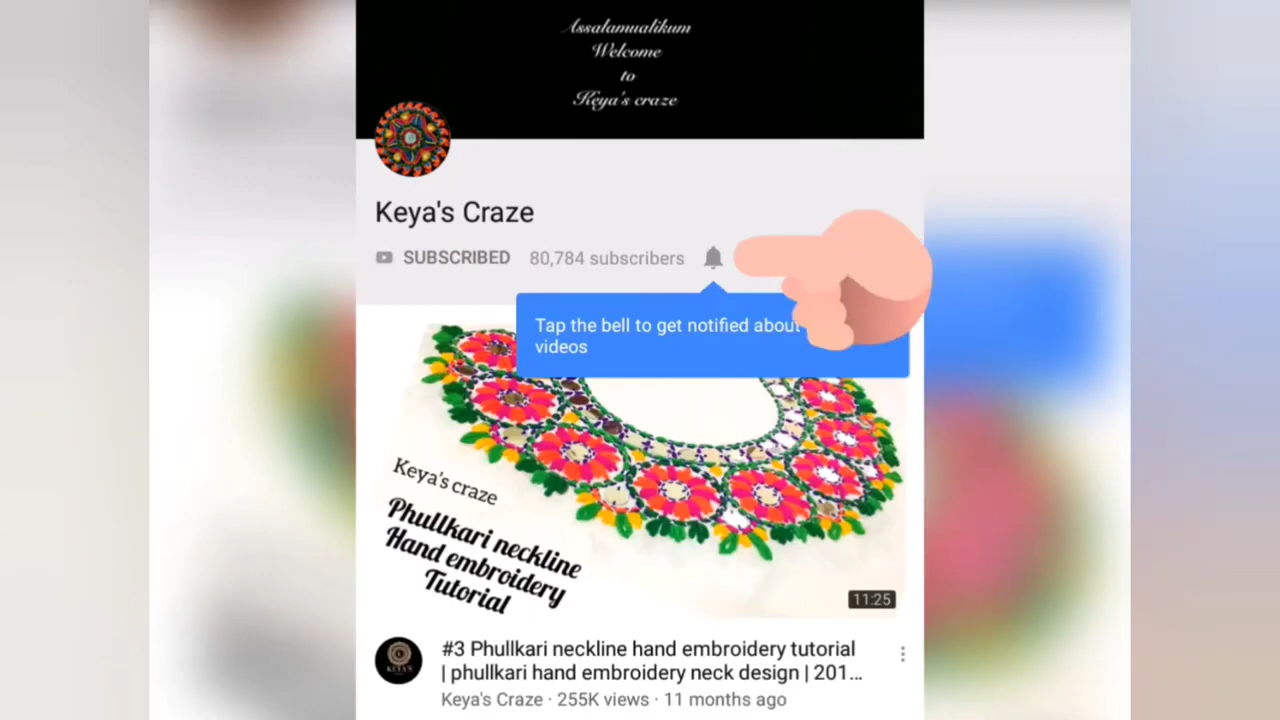 Assalamualikum
Welcome
to
Keya's craze
Keya's Craze
SUBSCRIBED 80,784 subscribers
Tap the bell to get notified about
videos
Keya's craze
Phullkari neckline
Hand embroidery
Tutorial
11:25
#3 Phullkari neckline hand embroidery tutorial
| phullkari hand embroidery neck design | 201...
Keya's Craze · 255K views · 11 months ago
KEYA'S